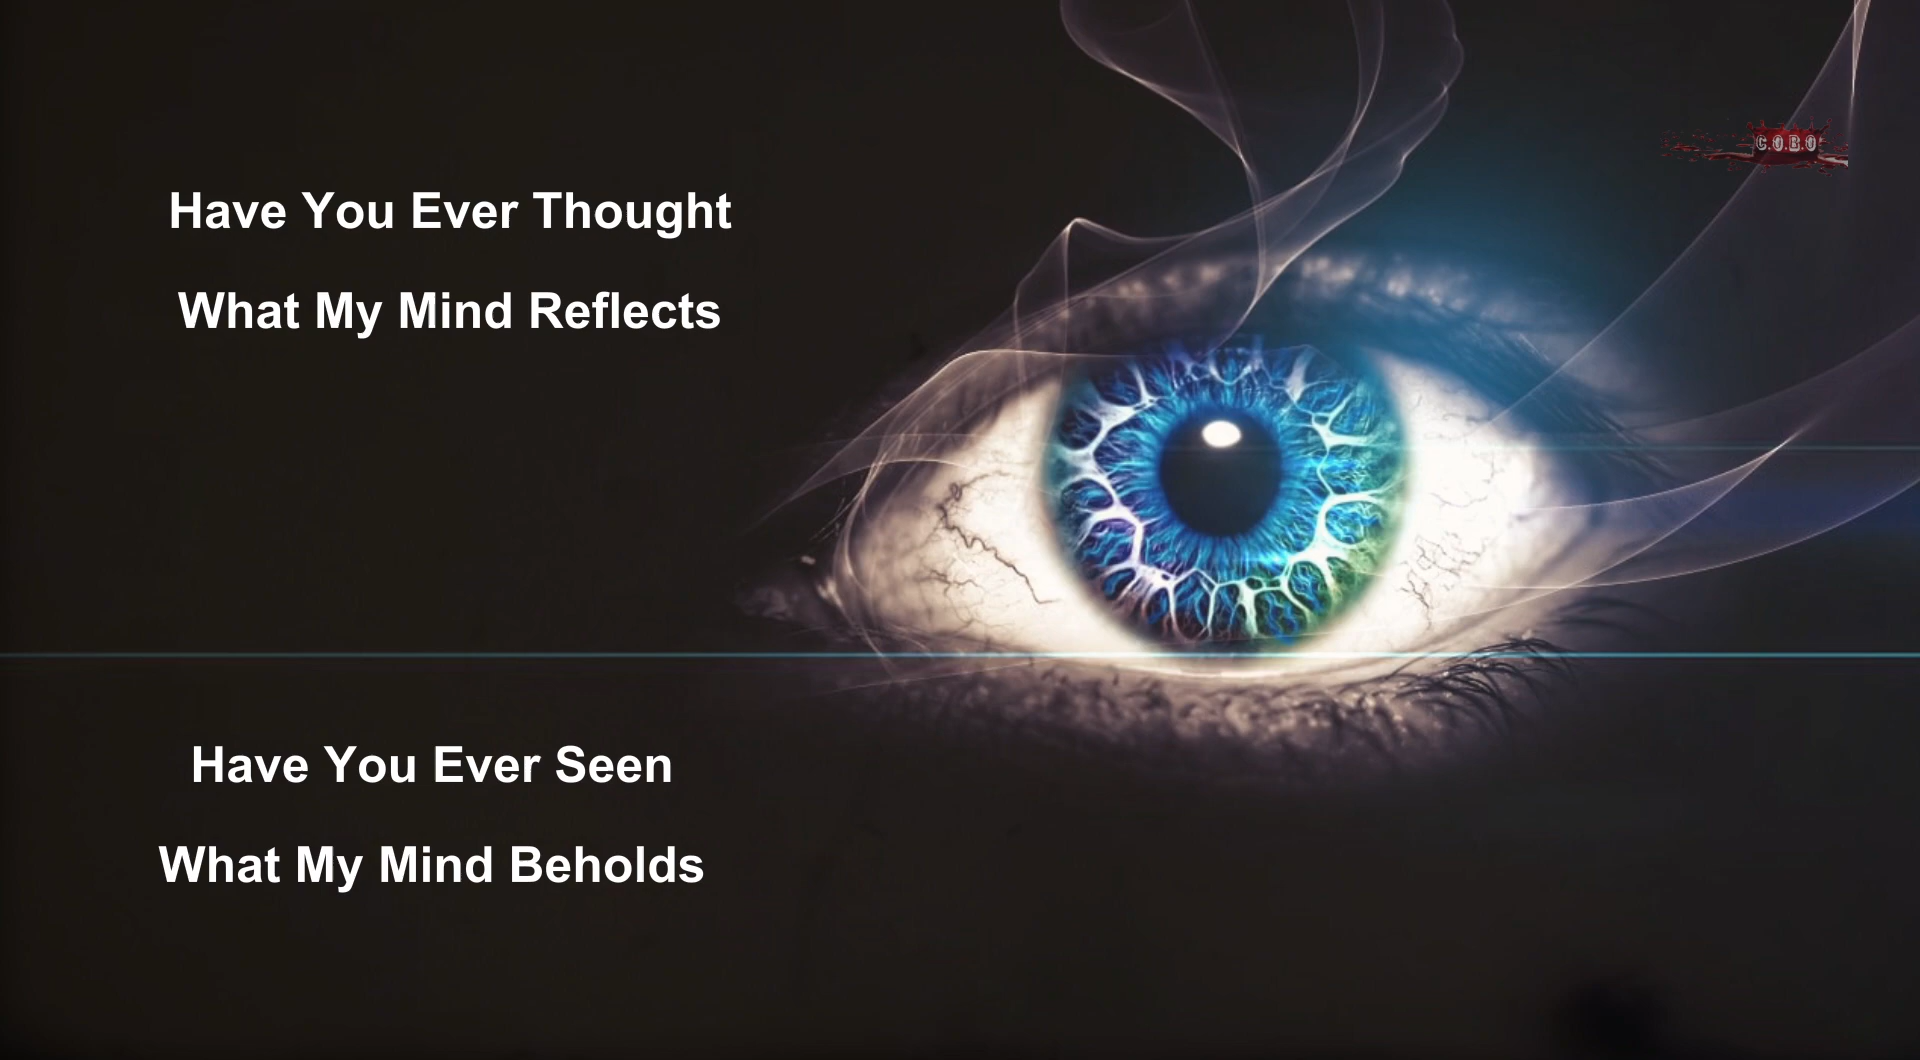 C.O.B.O
Have You Ever Thought
What My Mind Reflects
Have You Ever Seen
What My Mind Beholds